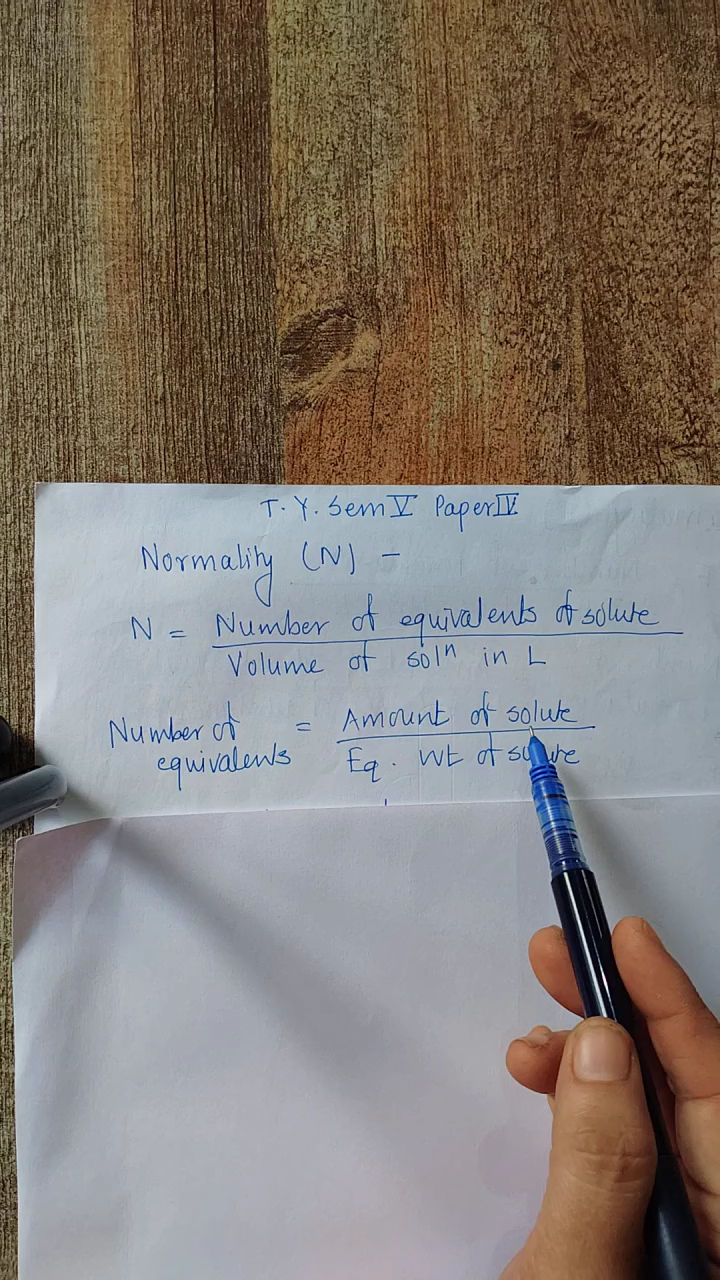 T.Y. Sem V Paper IV
Normality (N) -
N = Number of equivalents of solute
Volume of solⁿ in L
Number of = Amount of solute
equivalents Eq. Wt of solute